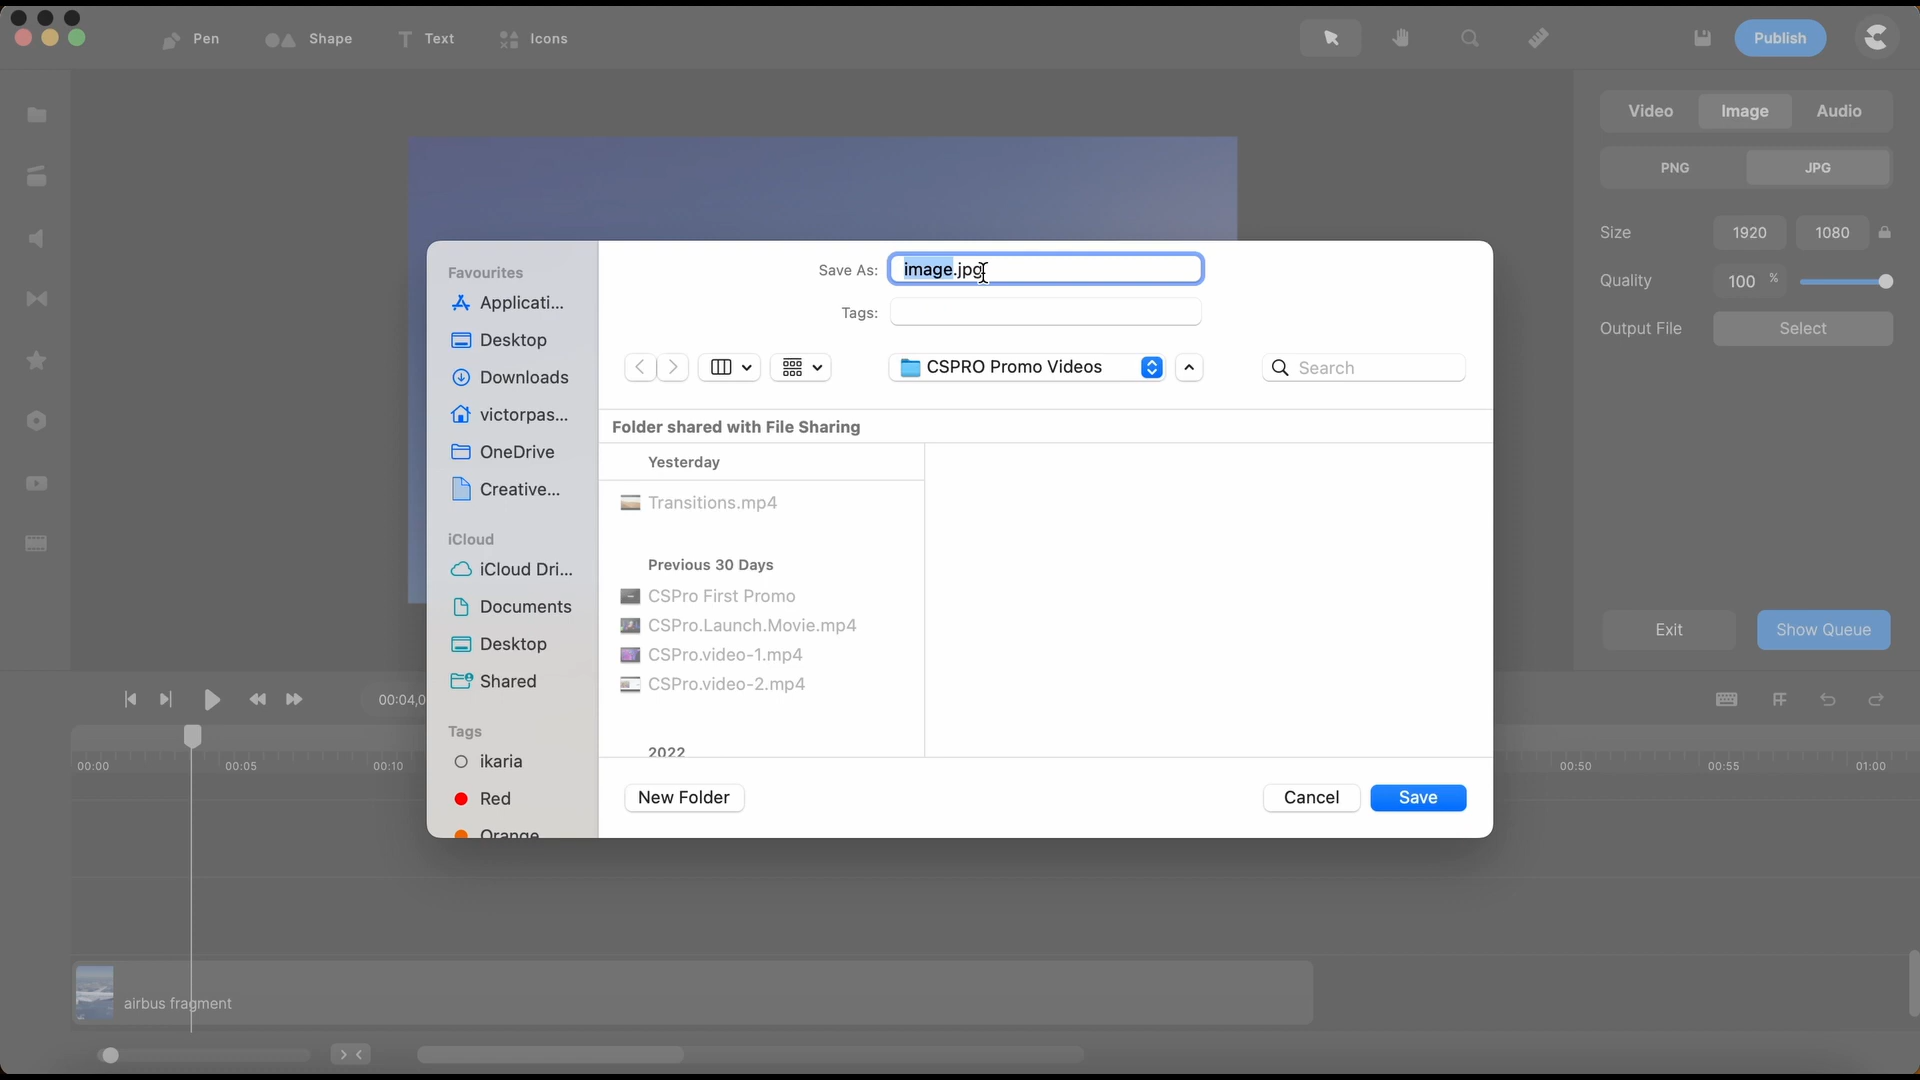 Pen Shape Text Icons Publish
Video Image Audio
PNG JPG
Size 1920 1080
Quality 100 %
Output File Select
Exit Show Queue
Save As: image.jpg
Tags:
CSPRO Promo Videos Search
Folder shared with File Sharing
Yesterday
Transitions.mp4
Previous 30 Days
CSPro First Promo
CSPro.Launch.Movie.mp4
CSPro.video-1.mp4
CSPro.video-2.mp4
2022
New Folder Cancel Save
Favourites
Applicati...
Desktop
Downloads
victorpas...
OneDrive
Creative...
iCloud
iCloud Dri...
Documents
Desktop
Shared
Tags
ikaria
Red
Orange
00:04,0
00:00 00:05 00:10 00:50 00:55 01:00
airbus fragment